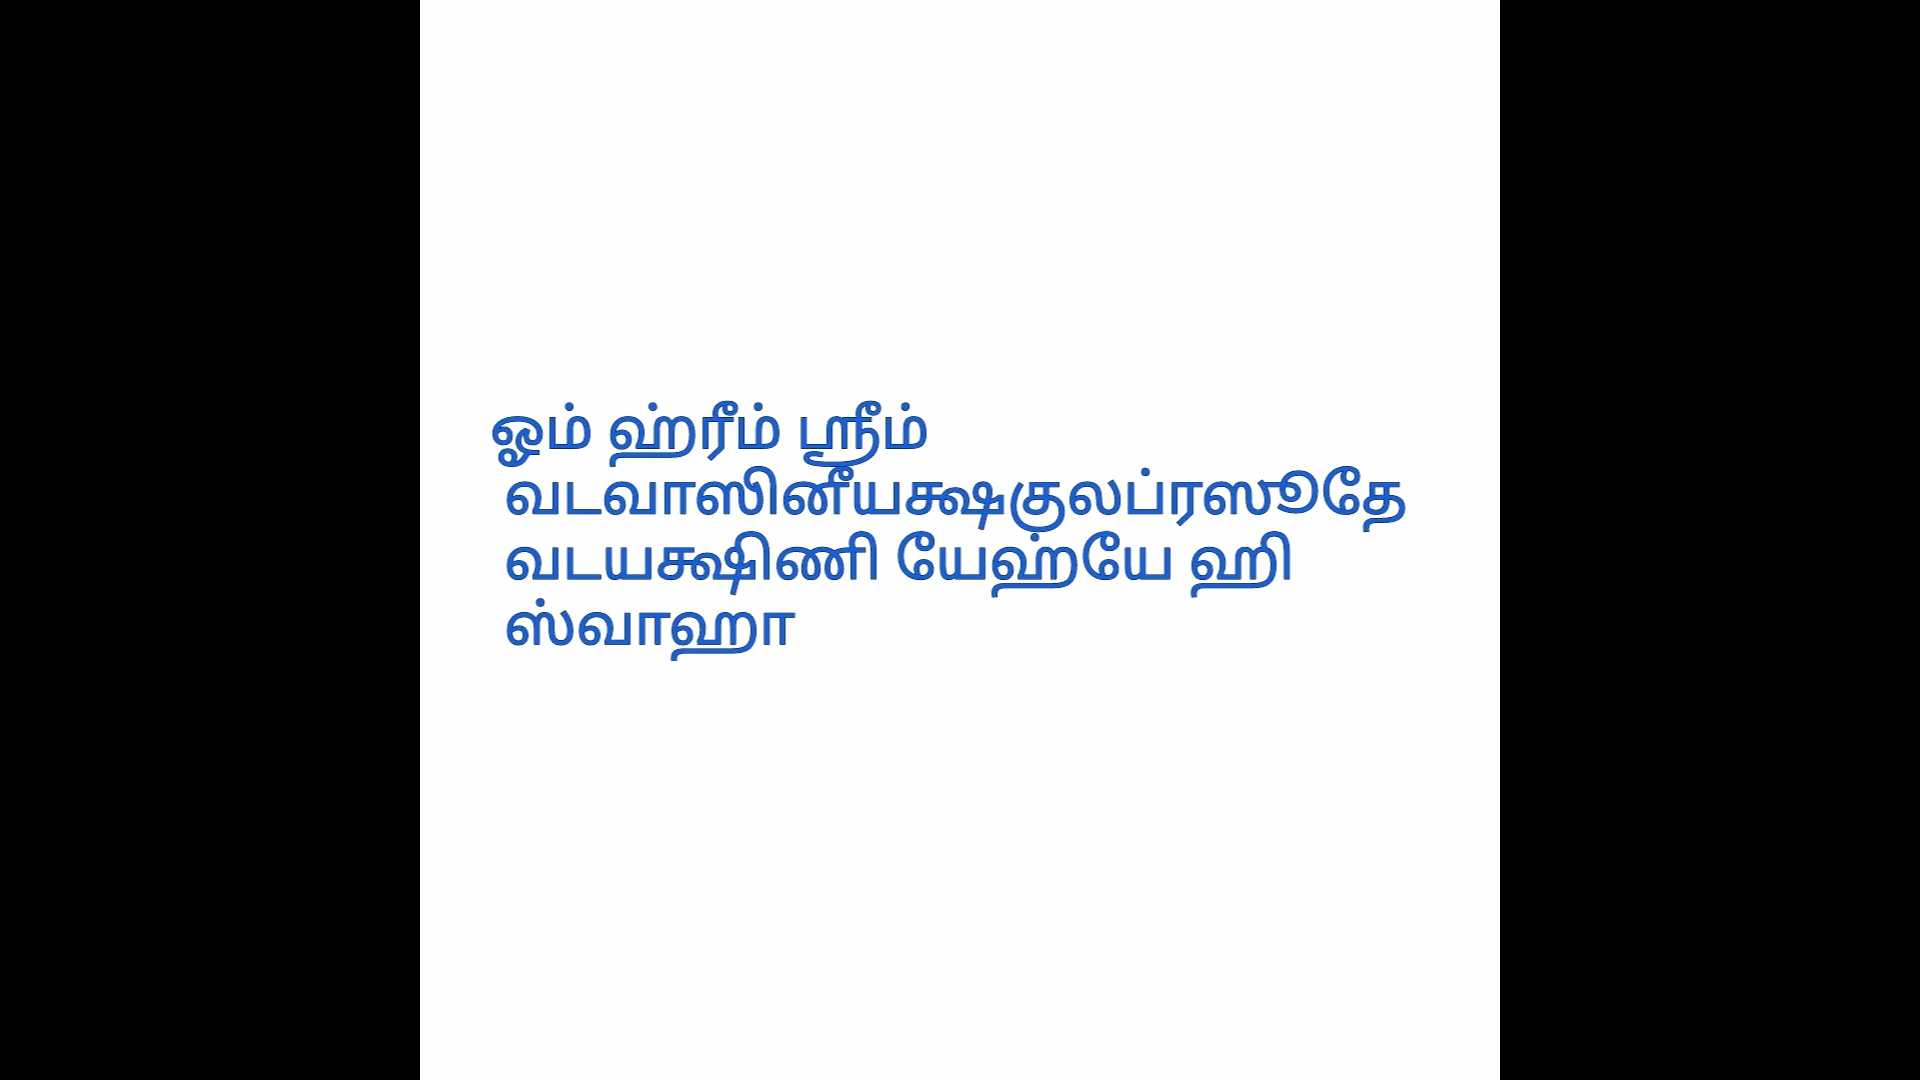 ஓம் ஹ்ரீம் ஸ்ரீம்
வடவாஸினீயக்ஷகுலப்ரஸூதே
வடயக்ஷிணி யேஹ்யே ஹி
ஸ்வாஹா